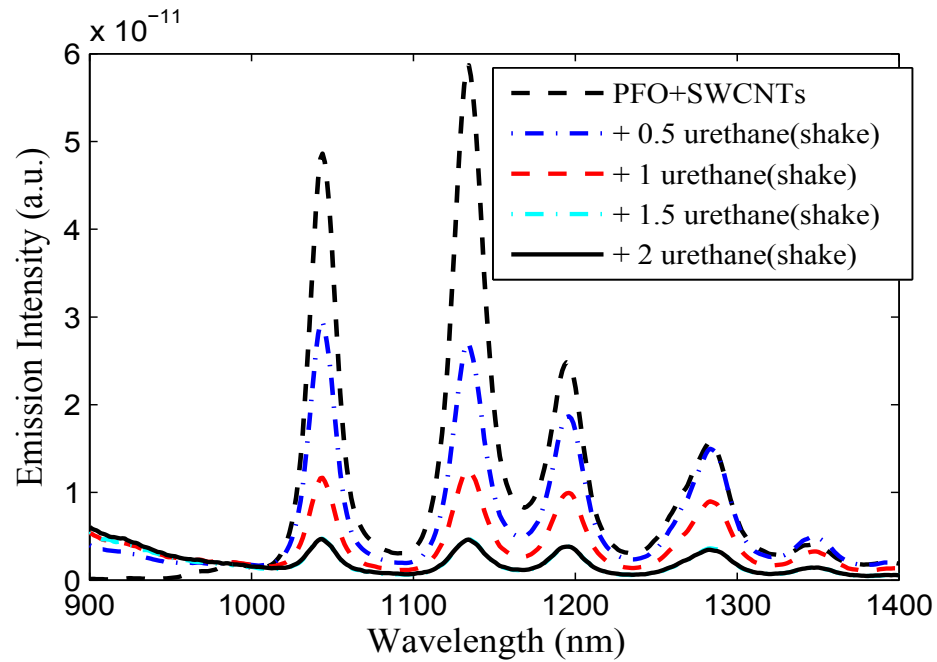 x 10⁻¹¹
6
5
4
3
2
1
0
900
1000
1100
1200
1300
1400
Emission Intensity (a.u.)
Wavelength (nm)
PFO+SWCNTs
+ 0.5 urethane(shake)
+ 1 urethane(shake)
+ 1.5 urethane(shake)
+ 2 urethane(shake)